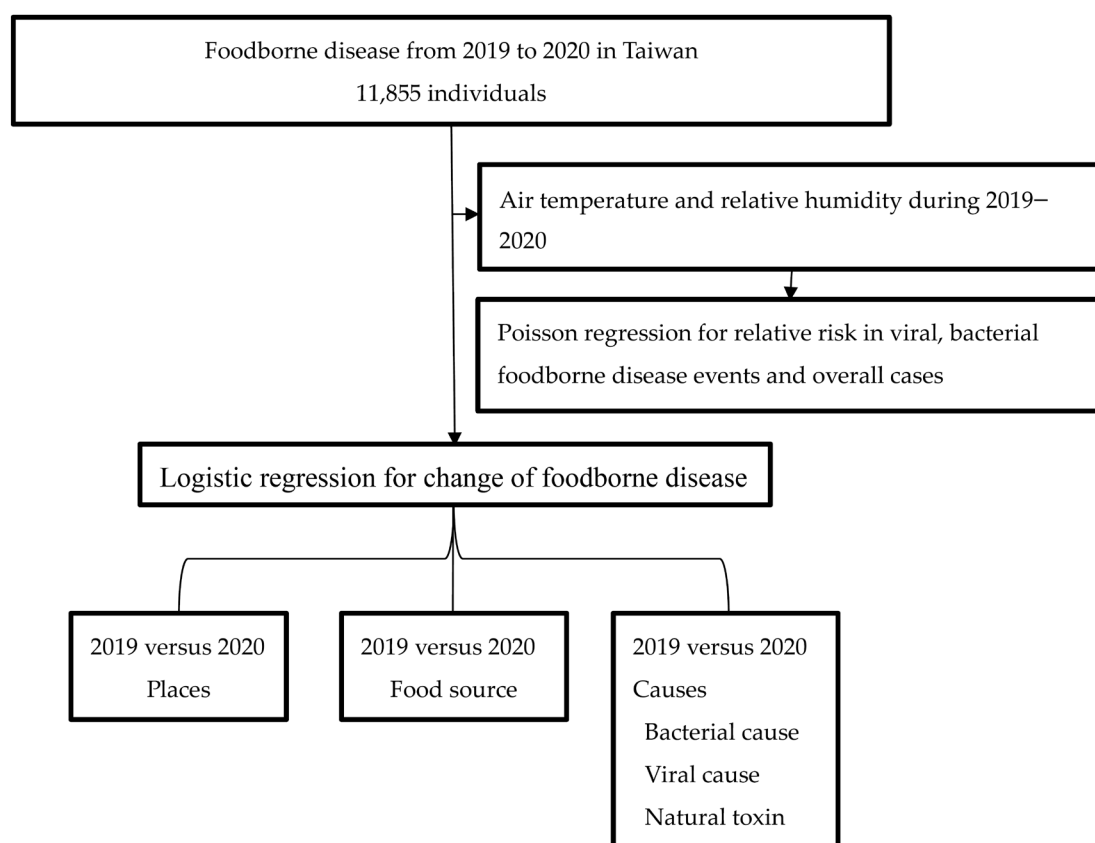 Foodborne disease from 2019 to 2020 in Taiwan
11,855 individuals
Air temperature and relative humidity during 2019–
2020
Poisson regression for relative risk in viral, bacterial
foodborne disease events and overall cases
Logistic regression for change of foodborne disease
2019 versus 2020
Places
2019 versus 2020
Food source
2019 versus 2020
Causes
Bacterial cause
Viral cause
Natural toxin